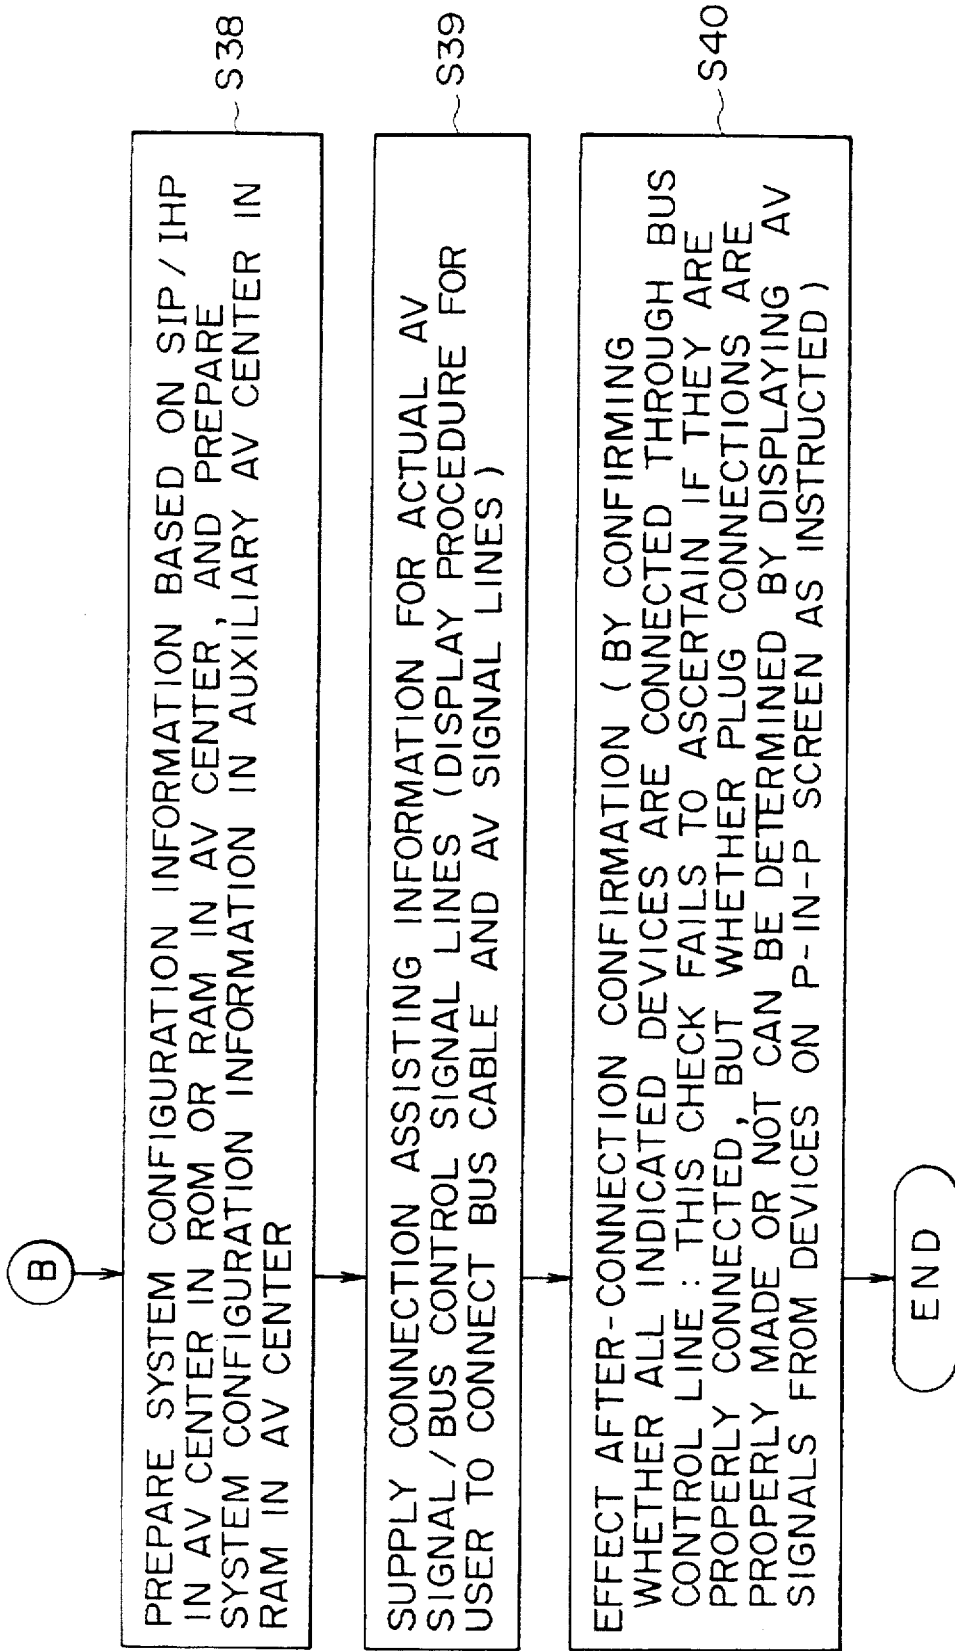 B
PREPARE SYSTEM CONFIGURATION INFORMATION BASED ON SIP/IHP
IN AV CENTER IN ROM OR RAM IN AV CENTER, AND PREPARE
SYSTEM CONFIGURATION INFORMATION IN AUXILIARY AV CENTER IN
RAM IN AV CENTER
S38
SUPPLY CONNECTION ASSISTING INFORMATION FOR ACTUAL AV
SIGNAL/BUS CONTROL SIGNAL LINES (DISPLAY PROCEDURE FOR
USER TO CONNECT BUS CABLE AND AV SIGNAL LINES)
S39
EFFECT AFTER-CONNECTION CONFIRMATION (BY CONFIRMING
WHETHER ALL INDICATED DEVICES ARE CONNECTED THROUGH BUS
CONTROL LINE: THIS CHECK FAILS TO ASCERTAIN IF THEY ARE
PROPERLY CONNECTED, BUT WHETHER PLUG CONNECTIONS ARE
PROPERLY MADE OR NOT CAN BE DETERMINED BY DISPLAYING AV
SIGNALS FROM DEVICES ON P-IN-P SCREEN AS INSTRUCTED)
S40
END